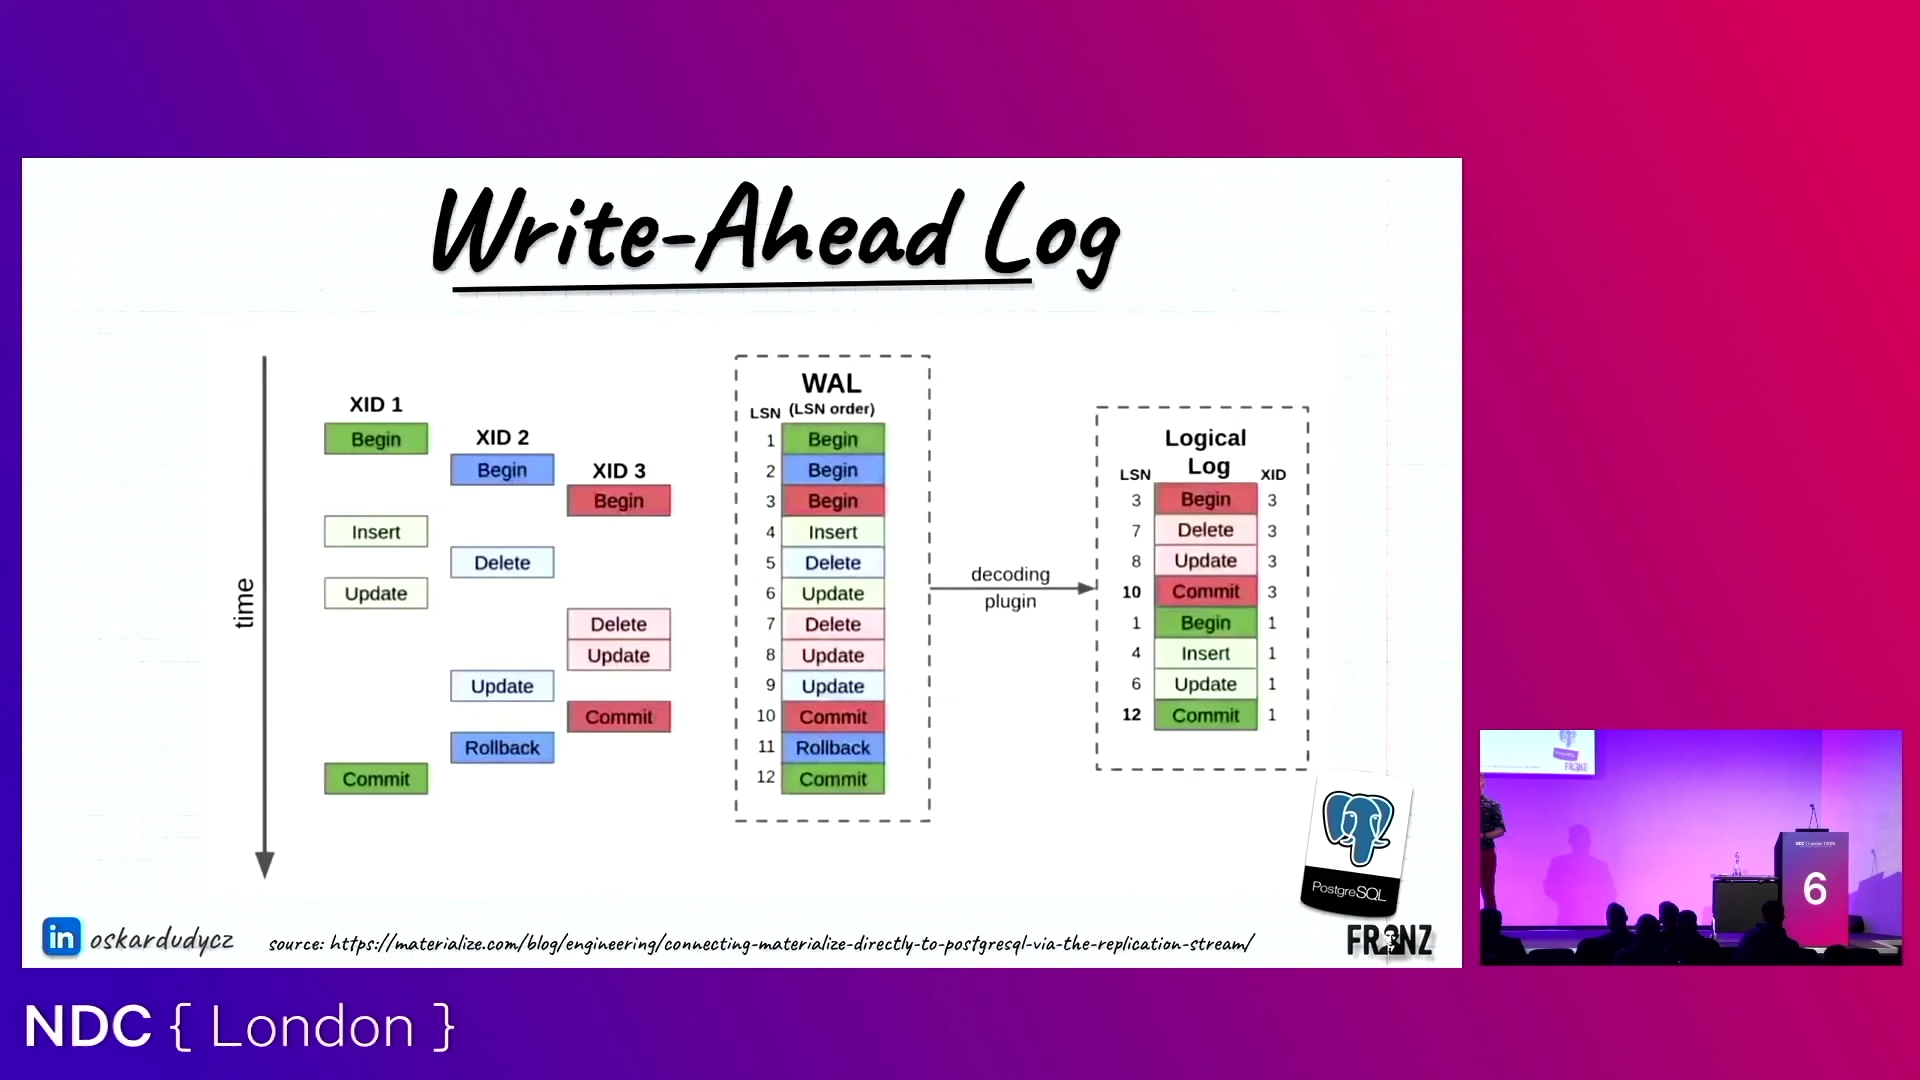 Write-Ahead Log
time
XID 1
Begin
Insert
Update
Commit
XID 2
Begin
Delete
Update
Rollback
XID 3
Begin
Delete
Update
Commit
WAL
LSN (LSN order)
1 Begin
2 Begin
3 Begin
4 Insert
5 Delete
6 Update
7 Delete
8 Update
9 Update
10 Commit
11 Rollback
12 Commit
decoding
plugin
Logical
Log
LSN XID
3 Begin 3
7 Delete 3
8 Update 3
10 Commit 3
1 Begin 1
4 Insert 1
6 Update 1
12 Commit 1
PostgreSQL
in oskardudycz
source: https://materialize.com/blog/engineering/connecting-materialize-directly-to-postgresql-via-the-replication-stream/
FRANZ
6
NDC { London }